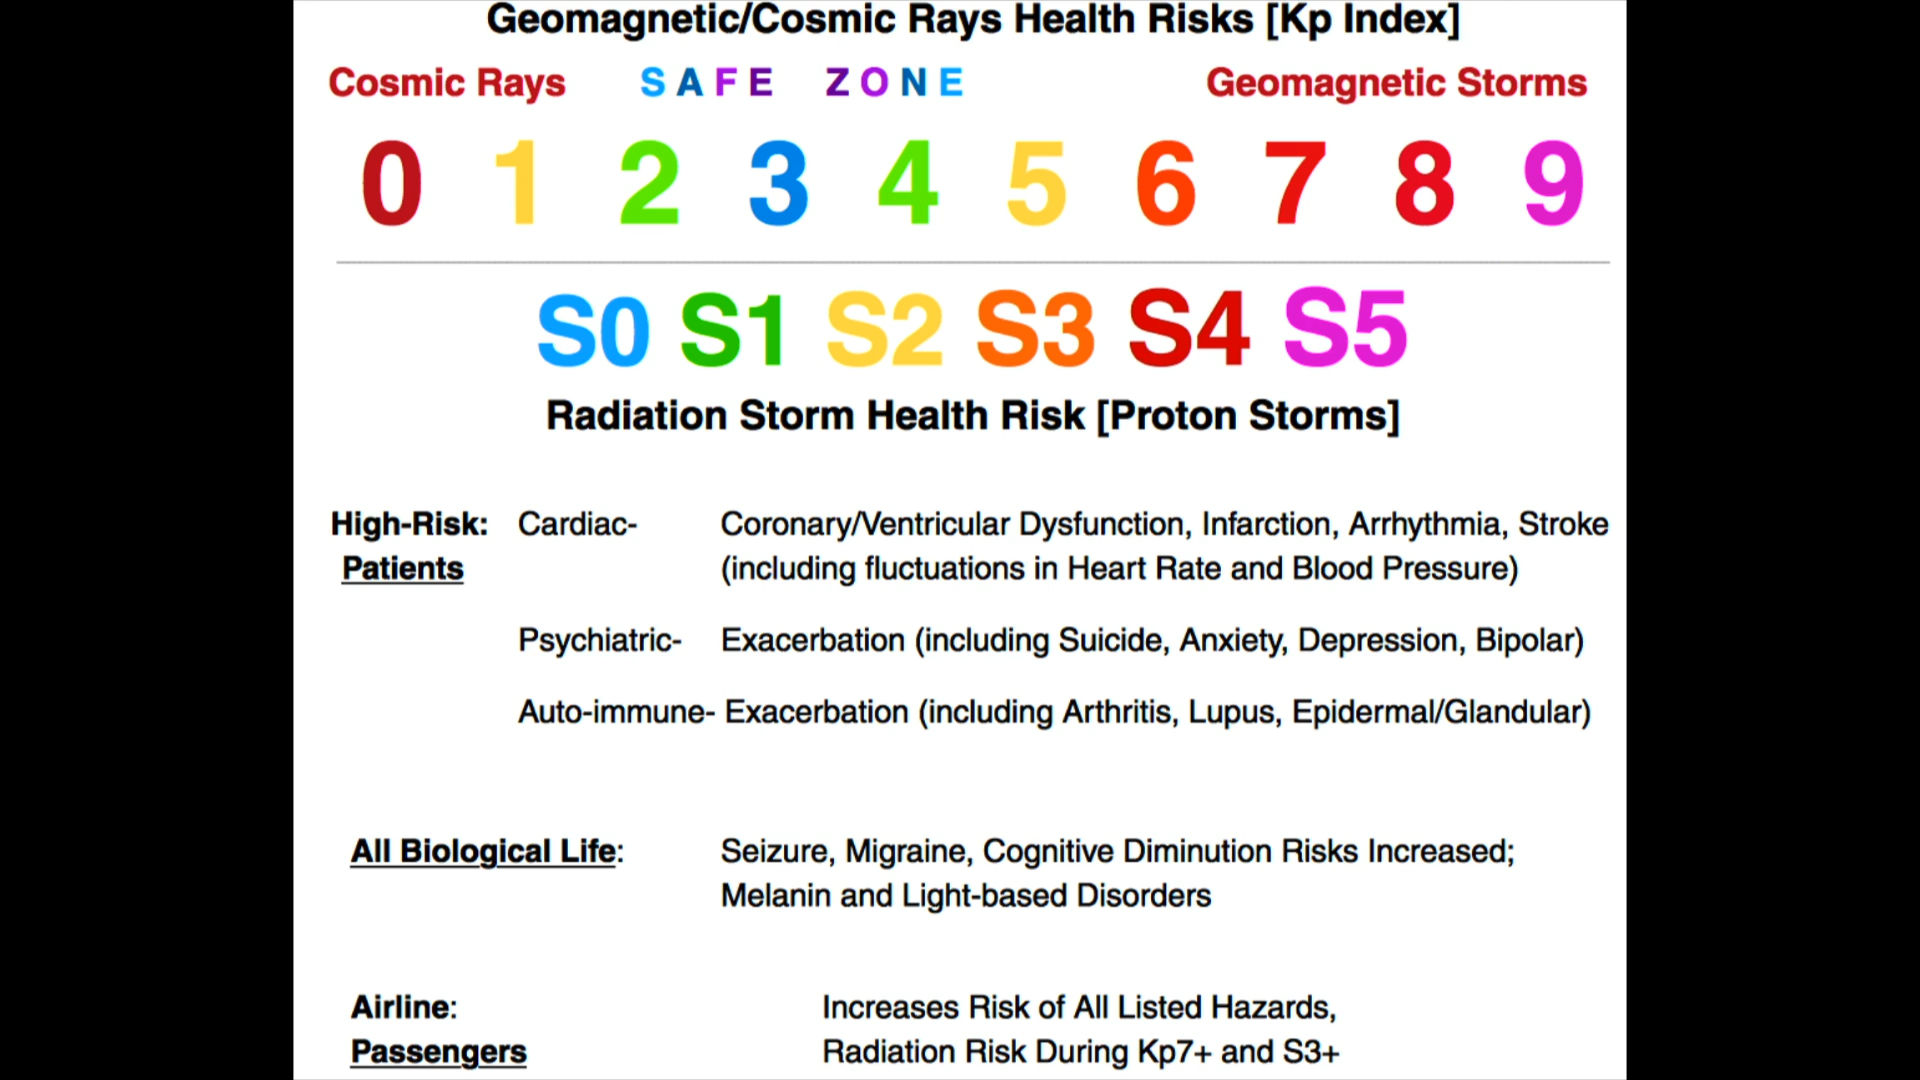 Geomagnetic/Cosmic Rays Health Risks [Kp Index]
Cosmic Rays SAFE ZONE Geomagnetic Storms
0 1 2 3 4 5 6 7 8 9
S0 S1 S2 S3 S4 S5
Radiation Storm Health Risk [Proton Storms]
High-Risk: Cardiac- Coronary/Ventricular Dysfunction, Infarction, Arrhythmia, Stroke
Patients (including fluctuations in Heart Rate and Blood Pressure)
Psychiatric- Exacerbation (including Suicide, Anxiety, Depression, Bipolar)
Auto-immune- Exacerbation (including Arthritis, Lupus, Epidermal/Glandular)
All Biological Life: Seizure, Migraine, Cognitive Diminution Risks Increased;
Melanin and Light-based Disorders
Airline: Increases Risk of All Listed Hazards,
Passengers Radiation Risk During Kp7+ and S3+